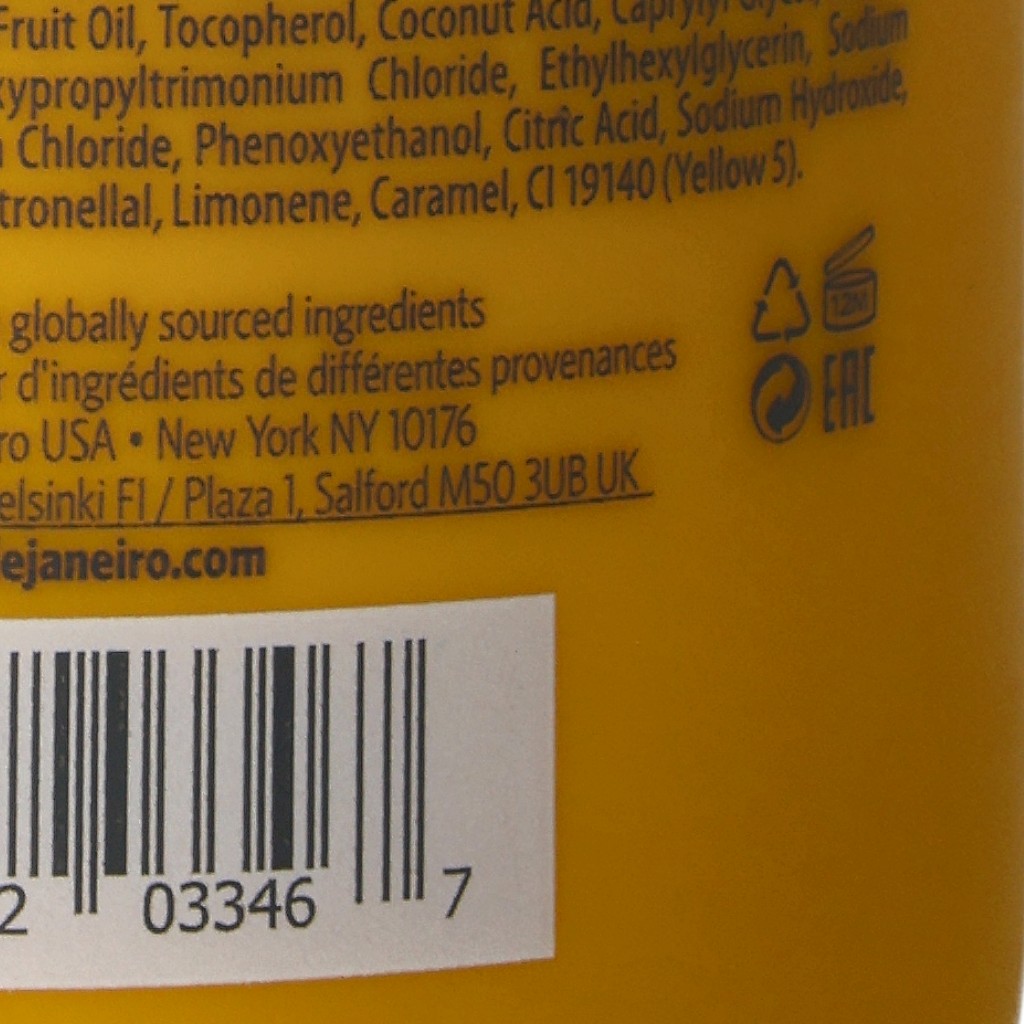 Fruit Oil, Tocopherol, Coconut Acid,
ypropyltrimonium Chloride, Ethylhexylglycerin, Sodium
Chloride, Phenoxyethanol, Citric Acid, Sodium Hydroxide,
tronellal, Limonene, Caramel, CI 19140 (Yellow 5).
globally sourced ingredients
r d'ingrédients de différentes provenances
ro USA • New York NY 10176
elsinki FI / Plaza 1, Salford M50 3UB UK
ejaneiro.com
12M
EAC
2 03346 7